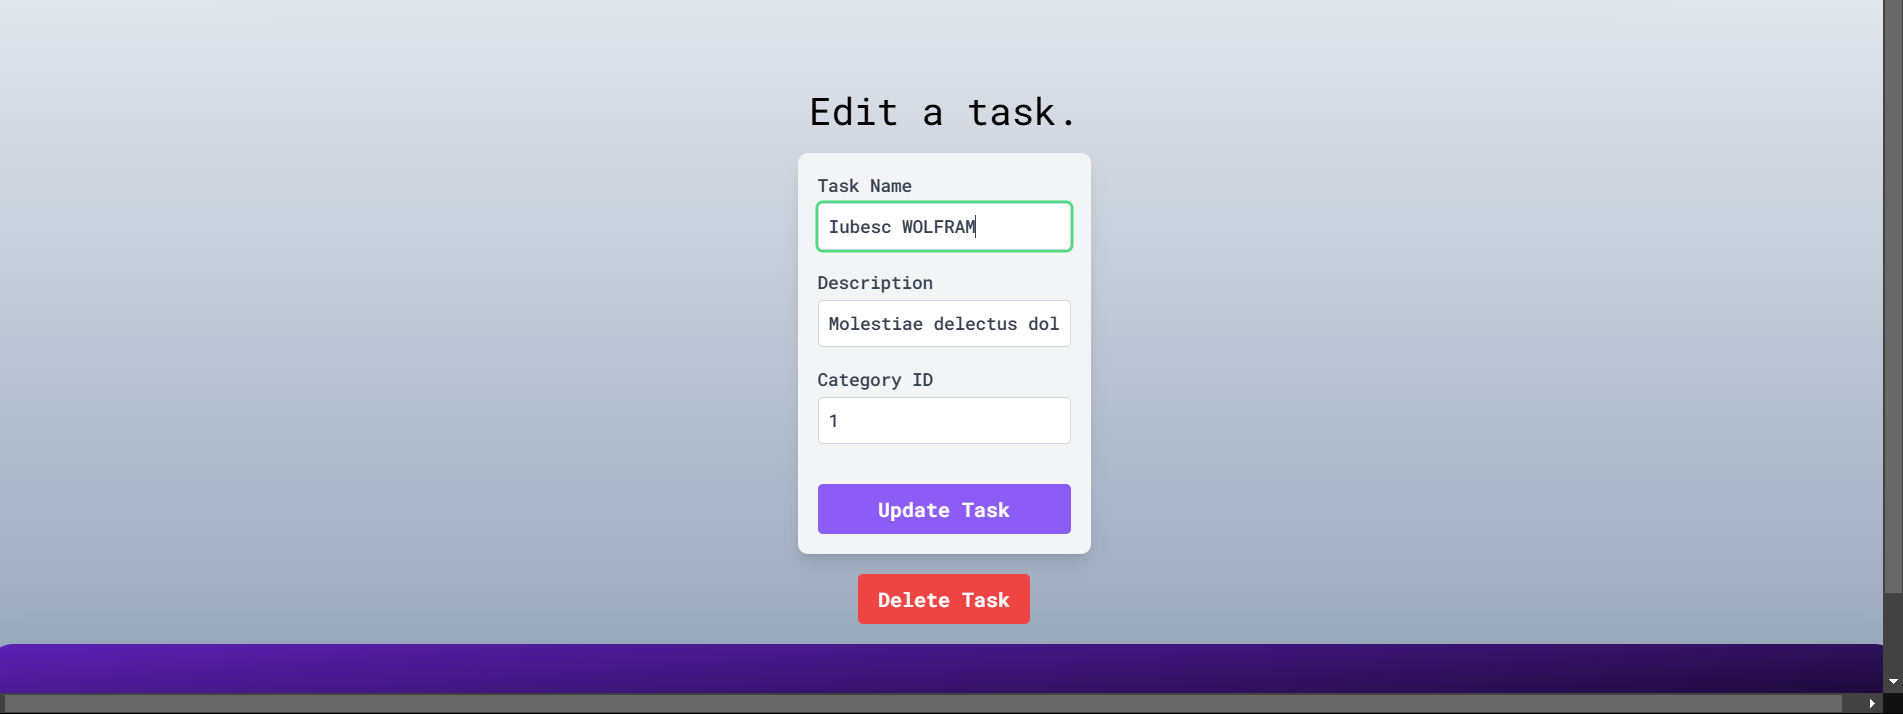 Edit a task.
Task Name
Iubesc WOLFRAM
Description
Molestiae delectus dol
Category ID
1
Update Task
Delete Task